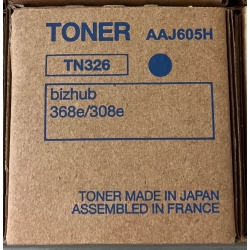 TONER AAJ605H
TN326
bizhub
368e/308e
TONER MADE IN JAPAN
ASSEMBLED IN FRANCE